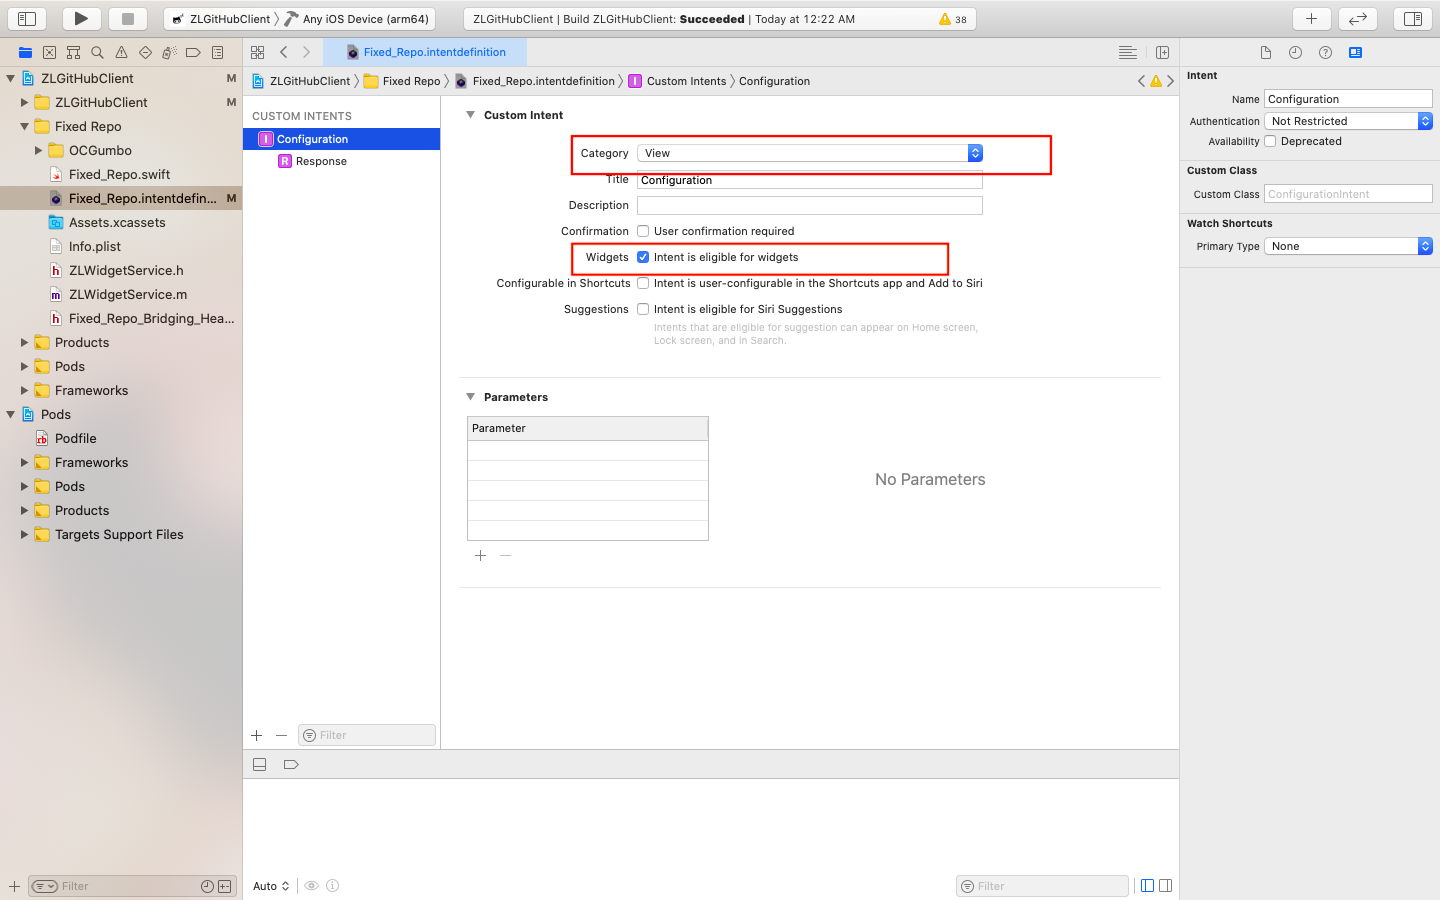 ZLGitHubClient Any iOS Device (arm64)
ZLGitHubClient | Build ZLGitHubClient: Succeeded | Today at 12:22 AM 38
Fixed_Repo.intentdefinition
ZLGitHubClient Fixed Repo Fixed_Repo.intentdefinition I Custom Intents Configuration
ZLGitHubClient M
ZLGitHubClient M
Fixed Repo
OCGumbo
Fixed_Repo.swift
Fixed_Repo.intentdefin... M
Assets.xcassets
Info.plist
h ZLWidgetService.h
m ZLWidgetService.m
h Fixed_Repo_Bridging_Hea...
Products
Pods
Frameworks
Pods
rb Podfile
Frameworks
Pods
Products
Targets Support Files
Filter
CUSTOM INTENTS
I Configuration
R Response
Filter
Custom Intent
Category View
Title Configuration
Description
Confirmation User confirmation required
Widgets Intent is eligible for widgets
Configurable in Shortcuts Intent is user-configurable in the Shortcuts app and Add to Siri
Suggestions Intent is eligible for Siri Suggestions
Intents that are eligible for suggestion can appear on Home screen,
Lock screen, and in Search.
Parameters
Parameter
No Parameters
Auto
Filter
Intent
Name Configuration
Authentication Not Restricted
Availability Deprecated
Custom Class
Custom Class ConfigurationIntent
Watch Shortcuts
Primary Type None